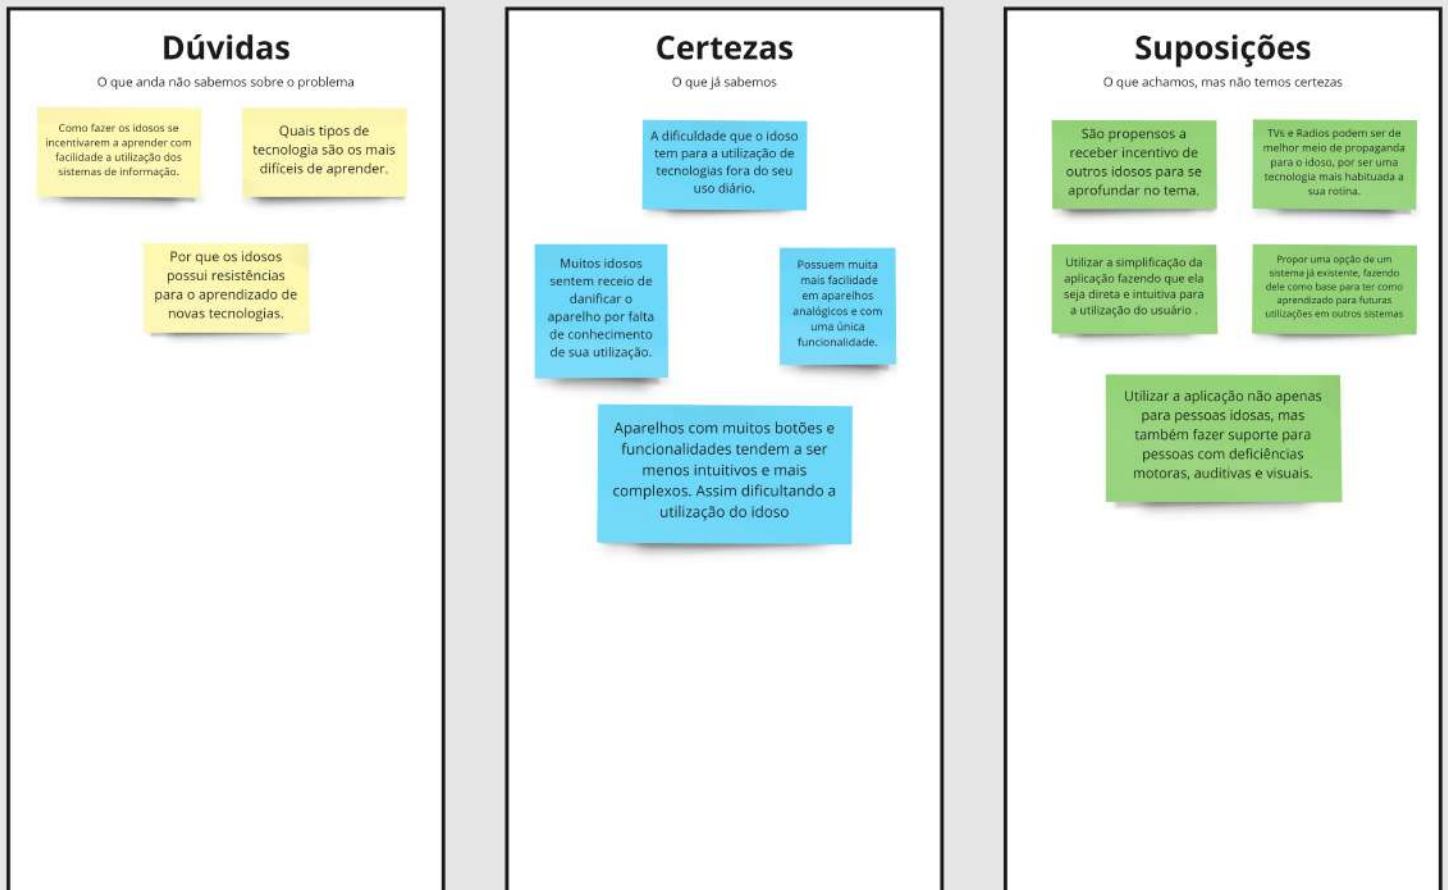 Dúvidas
O que anda não sabemos sobre o problema
Como fazer os idosos se
incentivarem a aprender com
facilidade a utilização dos
sistemas de informação.
Quais tipos de
tecnologia são os mais
difíceis de aprender.
Por que os idosos
possui resistências
para o aprendizado de
novas tecnologias.
Certezas
O que já sabemos
A dificuldade que o idoso
tem para a utilização de
tecnologias fora do seu
uso diário.
Muitos idosos
sentem receio de
danificar o
aparelho por falta
de conhecimento
de sua utilização.
Possuem muita
mais facilidade
em aparelhos
analógicos e com
uma única
funcionalidade.
Aparelhos com muitos botões e
funcionalidades tendem a ser
menos intuitivos e mais
complexos. Assim dificultando a
utilização do idoso
Suposições
O que achamos, mas não temos certezas
São propensos a
receber incentivo de
outros idosos para se
aprofundar no tema.
TVs e Radios podem ser de
melhor meio de propaganda
para o idoso, por ser uma
tecnologia mais habituada a
sua rotina.
Utilizar a simplificação da
aplicação fazendo que ela
seja direta e intuitiva para
a utilização do usuário .
Propor uma opção de um
sistema já existente, fazendo
dele como base para ter como
aprendizado para futuras
utilizações em outros sistemas
Utilizar a aplicação não apenas
para pessoas idosas, mas
também fazer suporte para
pessoas com deficiências
motoras, auditivas e visuais.